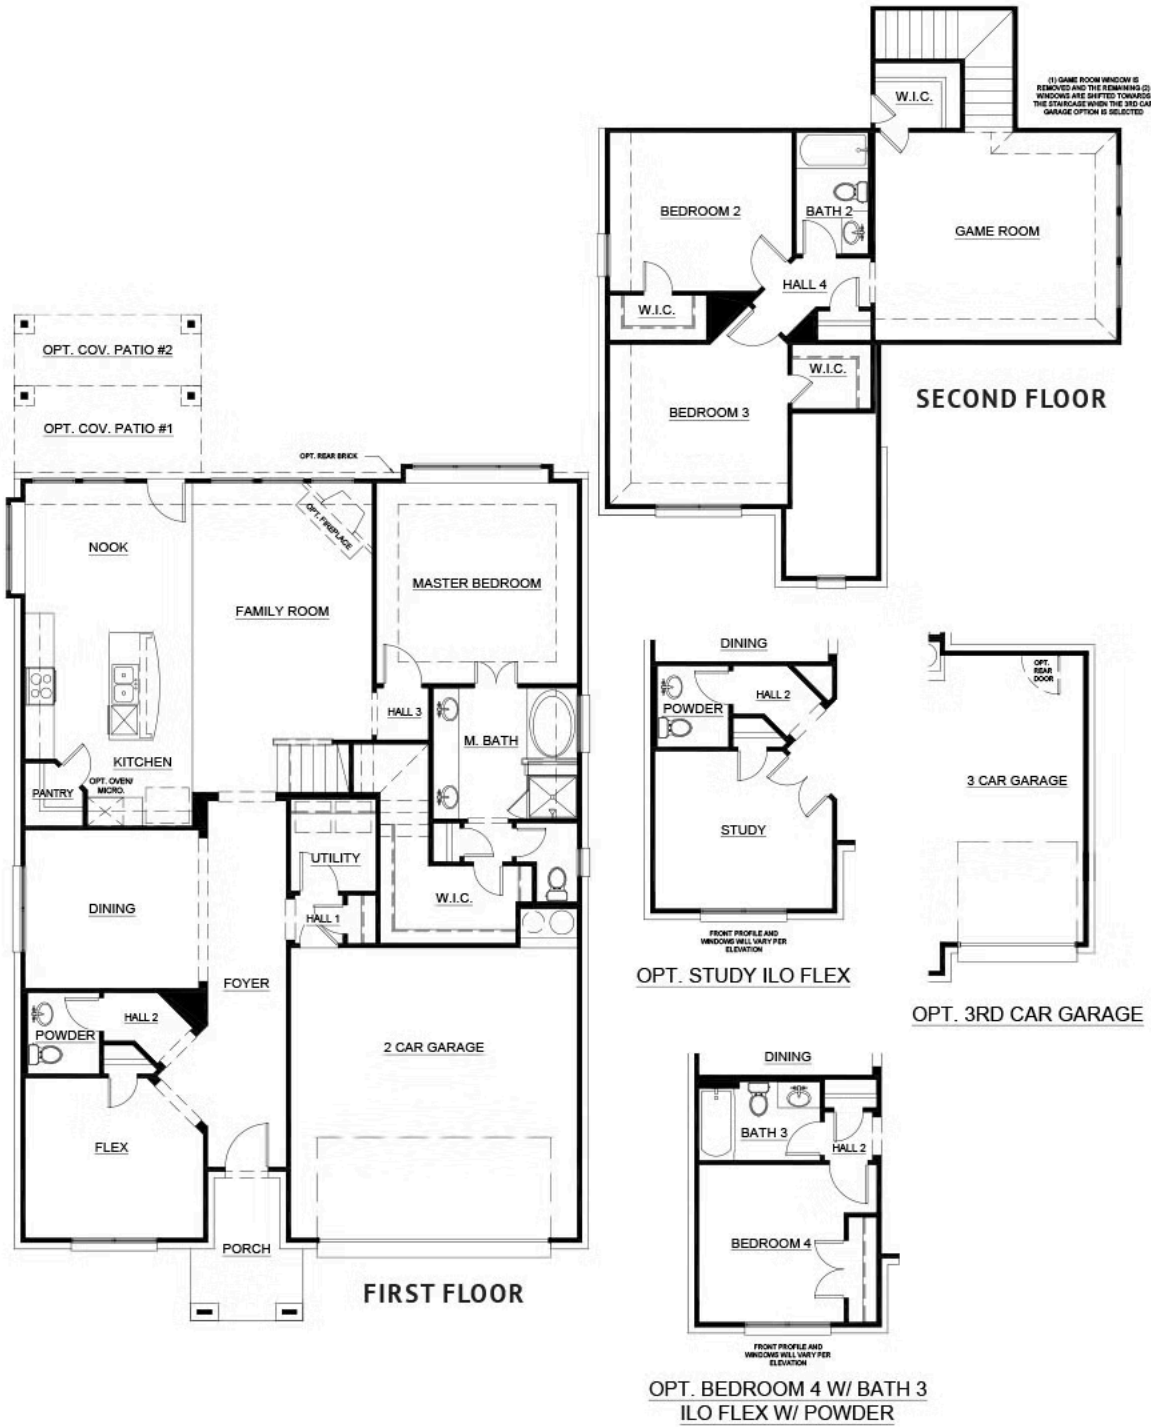 (1) GAME ROOM WINDOW IS
REMOVED AND THE REMAINING (2)
WINDOWS ARE SHIFTED TOWARDS
THE STAIRCASE WHEN THE 3RD CAR
GARAGE OPTION IS SELECTED
W.I.C.
BEDROOM 2
BATH 2
GAME ROOM
HALL 4
W.I.C.
W.I.C.
BEDROOM 3
SECOND FLOOR
OPT. COV. PATIO #2
OPT. COV. PATIO #1
OPT. REAR BRICK
OPT. FIREPLACE
NOOK
MASTER BEDROOM
FAMILY ROOM
HALL 3
M. BATH
KITCHEN
OPT. OVEN/
MICRO.
PANTRY
UTILITY
W.I.C.
DINING
HALL 1
FOYER
HALL 2
POWDER
2 CAR GARAGE
FLEX
PORCH
FIRST FLOOR
DINING
HALL 2
POWDER
STUDY
FRONT PROFILE AND
WINDOWS WILL VARY PER
ELEVATION
OPT. STUDY ILO FLEX
OPT.
REAR
DOOR
3 CAR GARAGE
OPT. 3RD CAR GARAGE
DINING
BATH 3
HALL 2
BEDROOM 4
FRONT PROFILE AND
WINDOWS WILL VARY PER
ELEVATION
OPT. BEDROOM 4 W/ BATH 3
ILO FLEX W/ POWDER